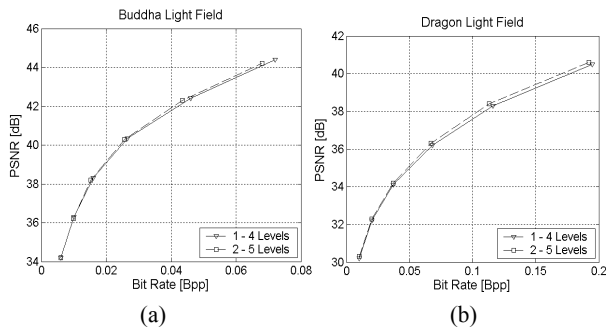 Buddha Light Field
PSNR [dB]
46
44
42
40
38
36
34
0
0.02
0.04
0.06
0.08
Bit Rate [Bpp]
1 - 4 Levels
2 - 5 Levels
(a)
Dragon Light Field
PSNR [dB]
42
40
38
36
34
32
30
0
0.05
0.1
0.15
0.2
Bit Rate [Bpp]
1 - 4 Levels
2 - 5 Levels
(b)